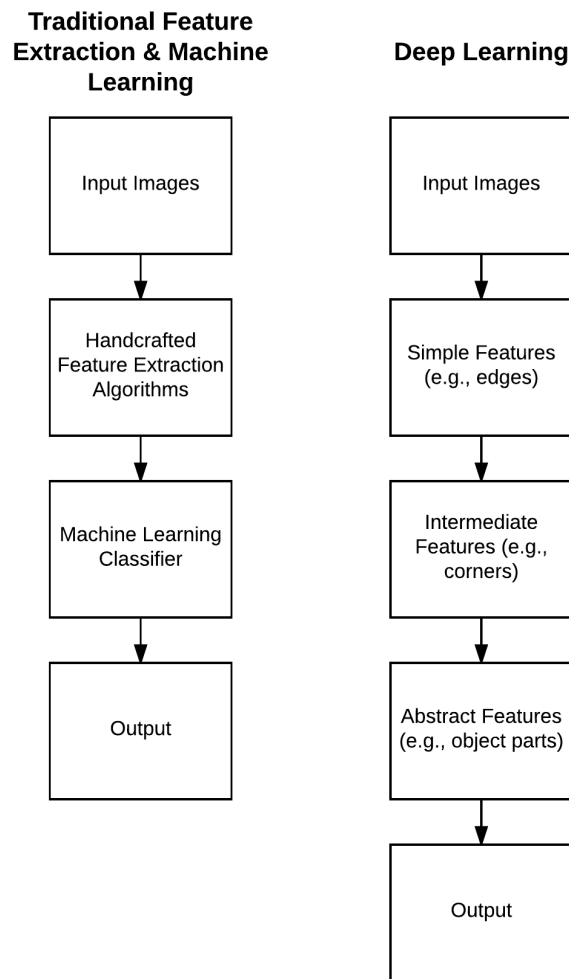 Traditional Feature
Extraction & Machine
Learning
Input Images
Handcrafted
Feature Extraction
Algorithms
Machine Learning
Classifier
Output
Deep Learning
Input Images
Simple Features
(e.g., edges)
Intermediate
Features (e.g.,
corners)
Abstract Features
(e.g., object parts)
Output